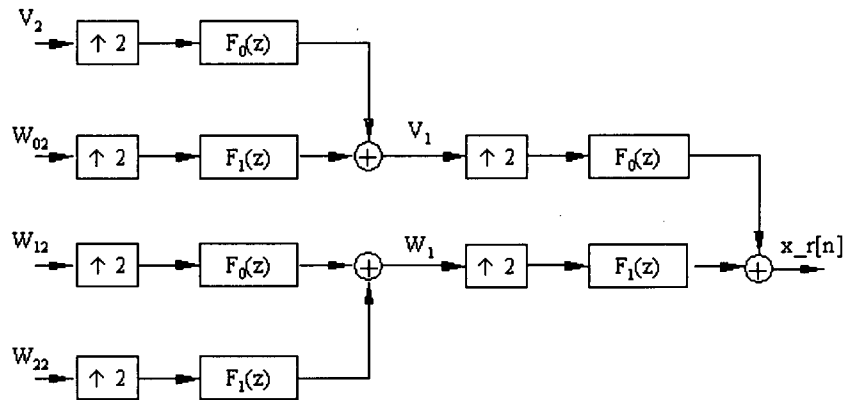 V₂
↑ 2
F₀(z)
W₀₂
↑ 2
F₁(z)
V₁
↑ 2
F₀(z)
W₁₂
↑ 2
F₀(z)
W₁
↑ 2
F₁(z)
x_r[n]
W₂₂
↑ 2
F₁(z)